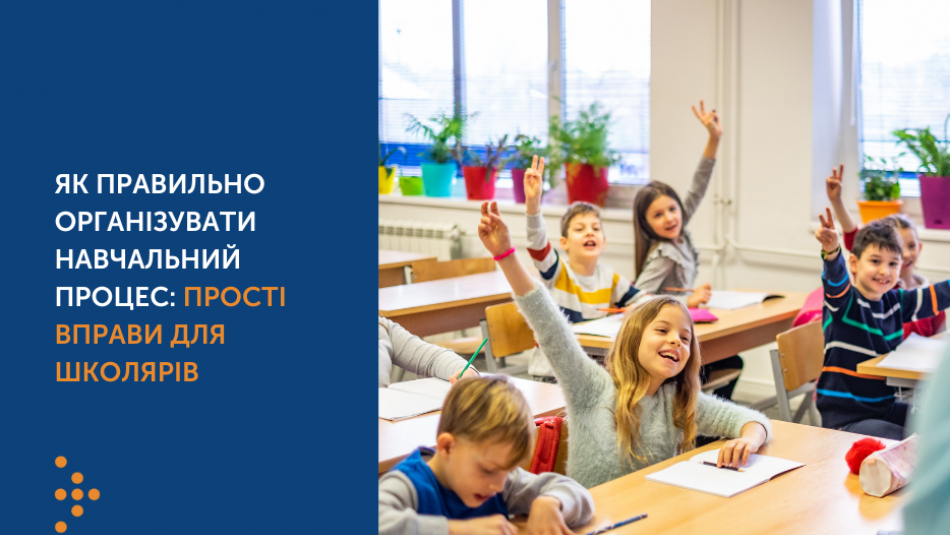 ЯК ПРАВИЛЬНО
ОРГАНІЗУВАТИ
НАВЧАЛЬНИЙ
ПРОЦЕС: ПРОСТІ
ВПРАВИ ДЛЯ
ШКОЛЯРІВ